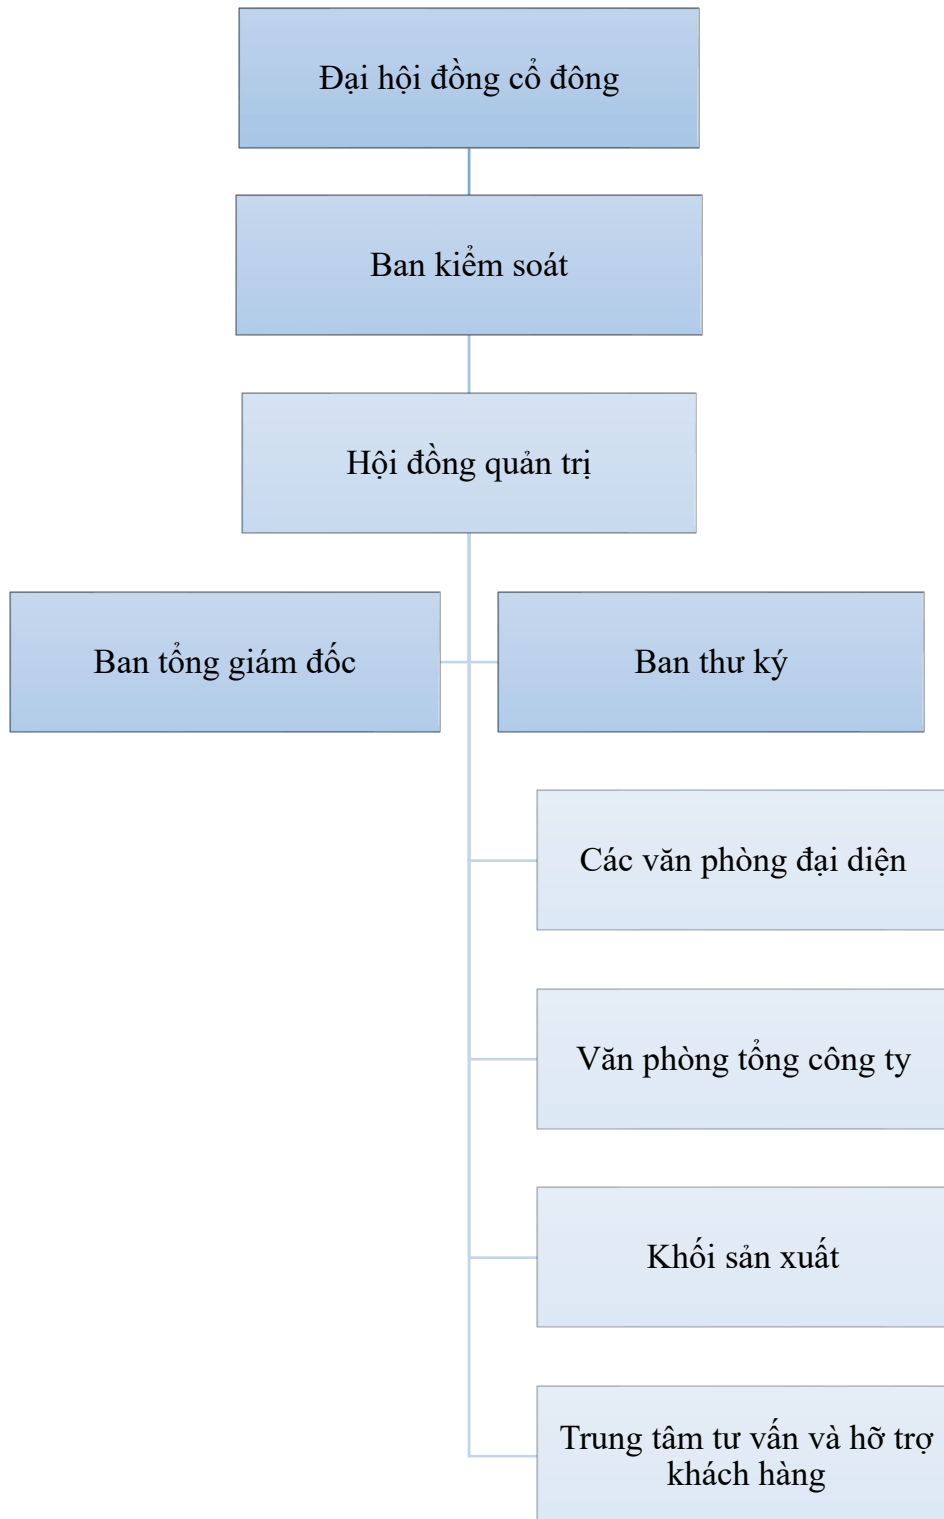 Đại hội đồng cổ đông
Ban kiểm soát
Hội đồng quản trị
Ban tổng giám đốc
Ban thư ký
Các văn phòng đại diện
Văn phòng tổng công ty
Khối sản xuất
Trung tâm tư vấn và hỡ trợ
khách hàng